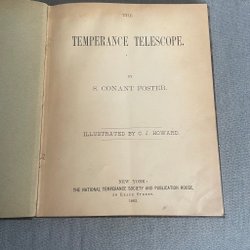 THE
TEMPERANCE TELESCOPE.
BY
S. CONANT FOSTER.
ILLUSTRATED BY C. J. HOWARD.
NEW YORK:
THE NATIONAL TEMPERANCE SOCIETY AND PUBLICATION HOUSE,
58 READE STREET.